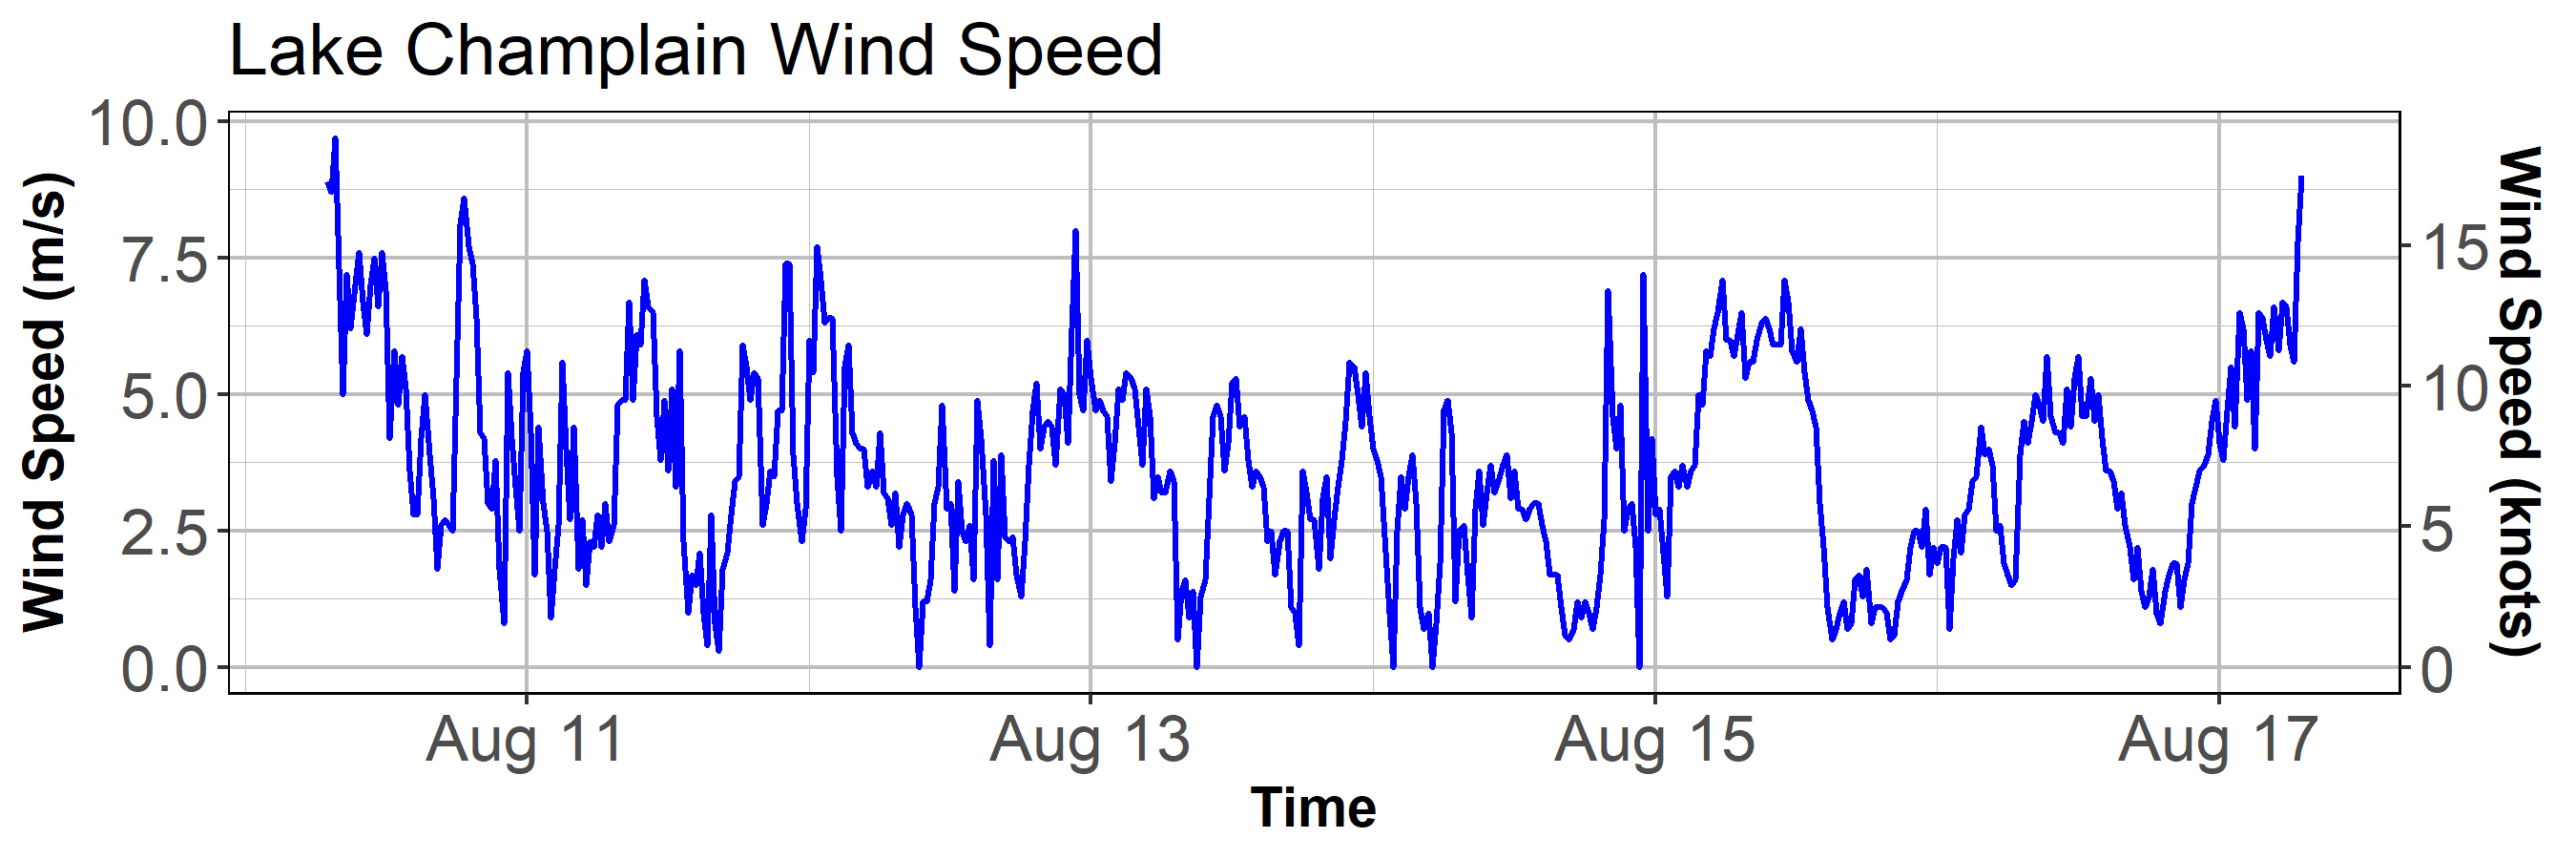 Lake Champlain Wind Speed
Wind Speed (m/s)
10.0
7.5
5.0
2.5
0.0
Wind Speed (knots)
15
10
5
0
Aug 11
Aug 13
Aug 15
Aug 17
Time